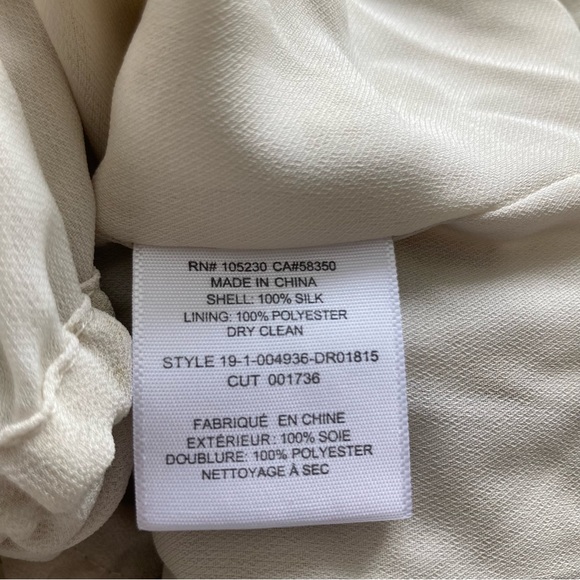 RN# 105230 CA#58350
MADE IN CHINA
SHELL: 100% SILK
LINING: 100% POLYESTER
DRY CLEAN
STYLE 19-1-004936-DR01815
CUT 001736
FABRIQUÉ EN CHINE
EXTÉRIEUR: 100% SOIE
DOUBLURE: 100% POLYESTER
NETTOYAGE À SEC